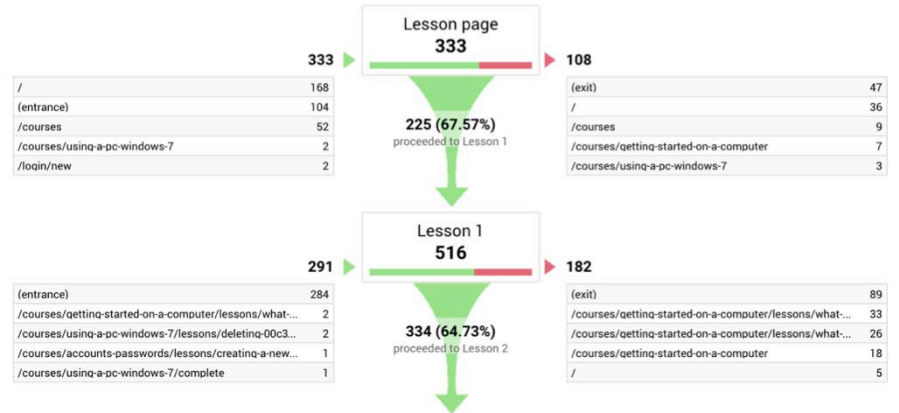 Lesson page
333
333
108
/ 168
(entrance) 104
/courses 52
/courses/using-a-pc-windows-7 2
/login/new 2
225 (67.57%)
proceeded to Lesson 1
(exit) 47
/ 36
/courses 9
/courses/getting-started-on-a-computer 7
/courses/using-a-pc-windows-7 3
Lesson 1
516
291
182
(entrance) 284
/courses/getting-started-on-a-computer/lessons/what-... 2
/courses/using-a-pc-windows-7/lessons/deleting-00c3... 2
/courses/accounts-passwords/lessons/creating-a-new... 1
/courses/using-a-pc-windows-7/complete 1
334 (64.73%)
proceeded to Lesson 2
(exit) 89
/courses/getting-started-on-a-computer/lessons/what-... 33
/courses/getting-started-on-a-computer/lessons/what-... 26
/courses/getting-started-on-a-computer 18
/ 5